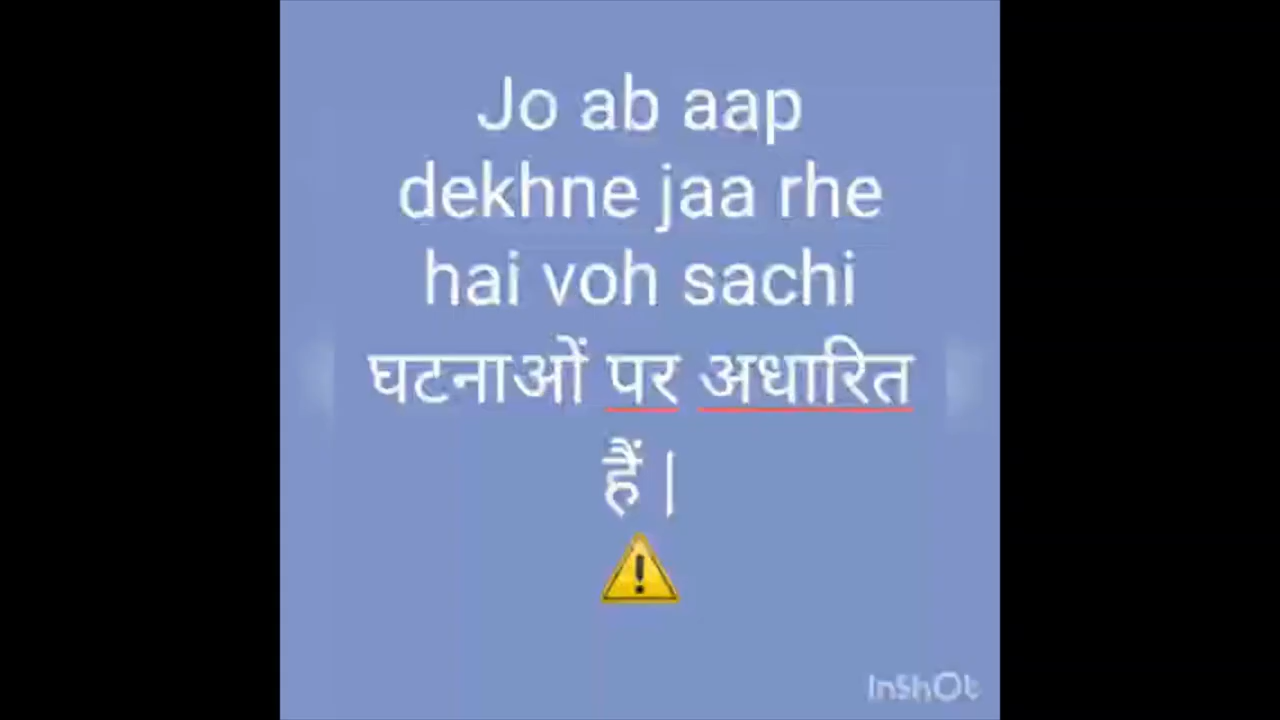 Jo ab aap
dekhne jaa rhe
hai voh sachi
घटनाओं पर अधारित
हैं |
InShOt